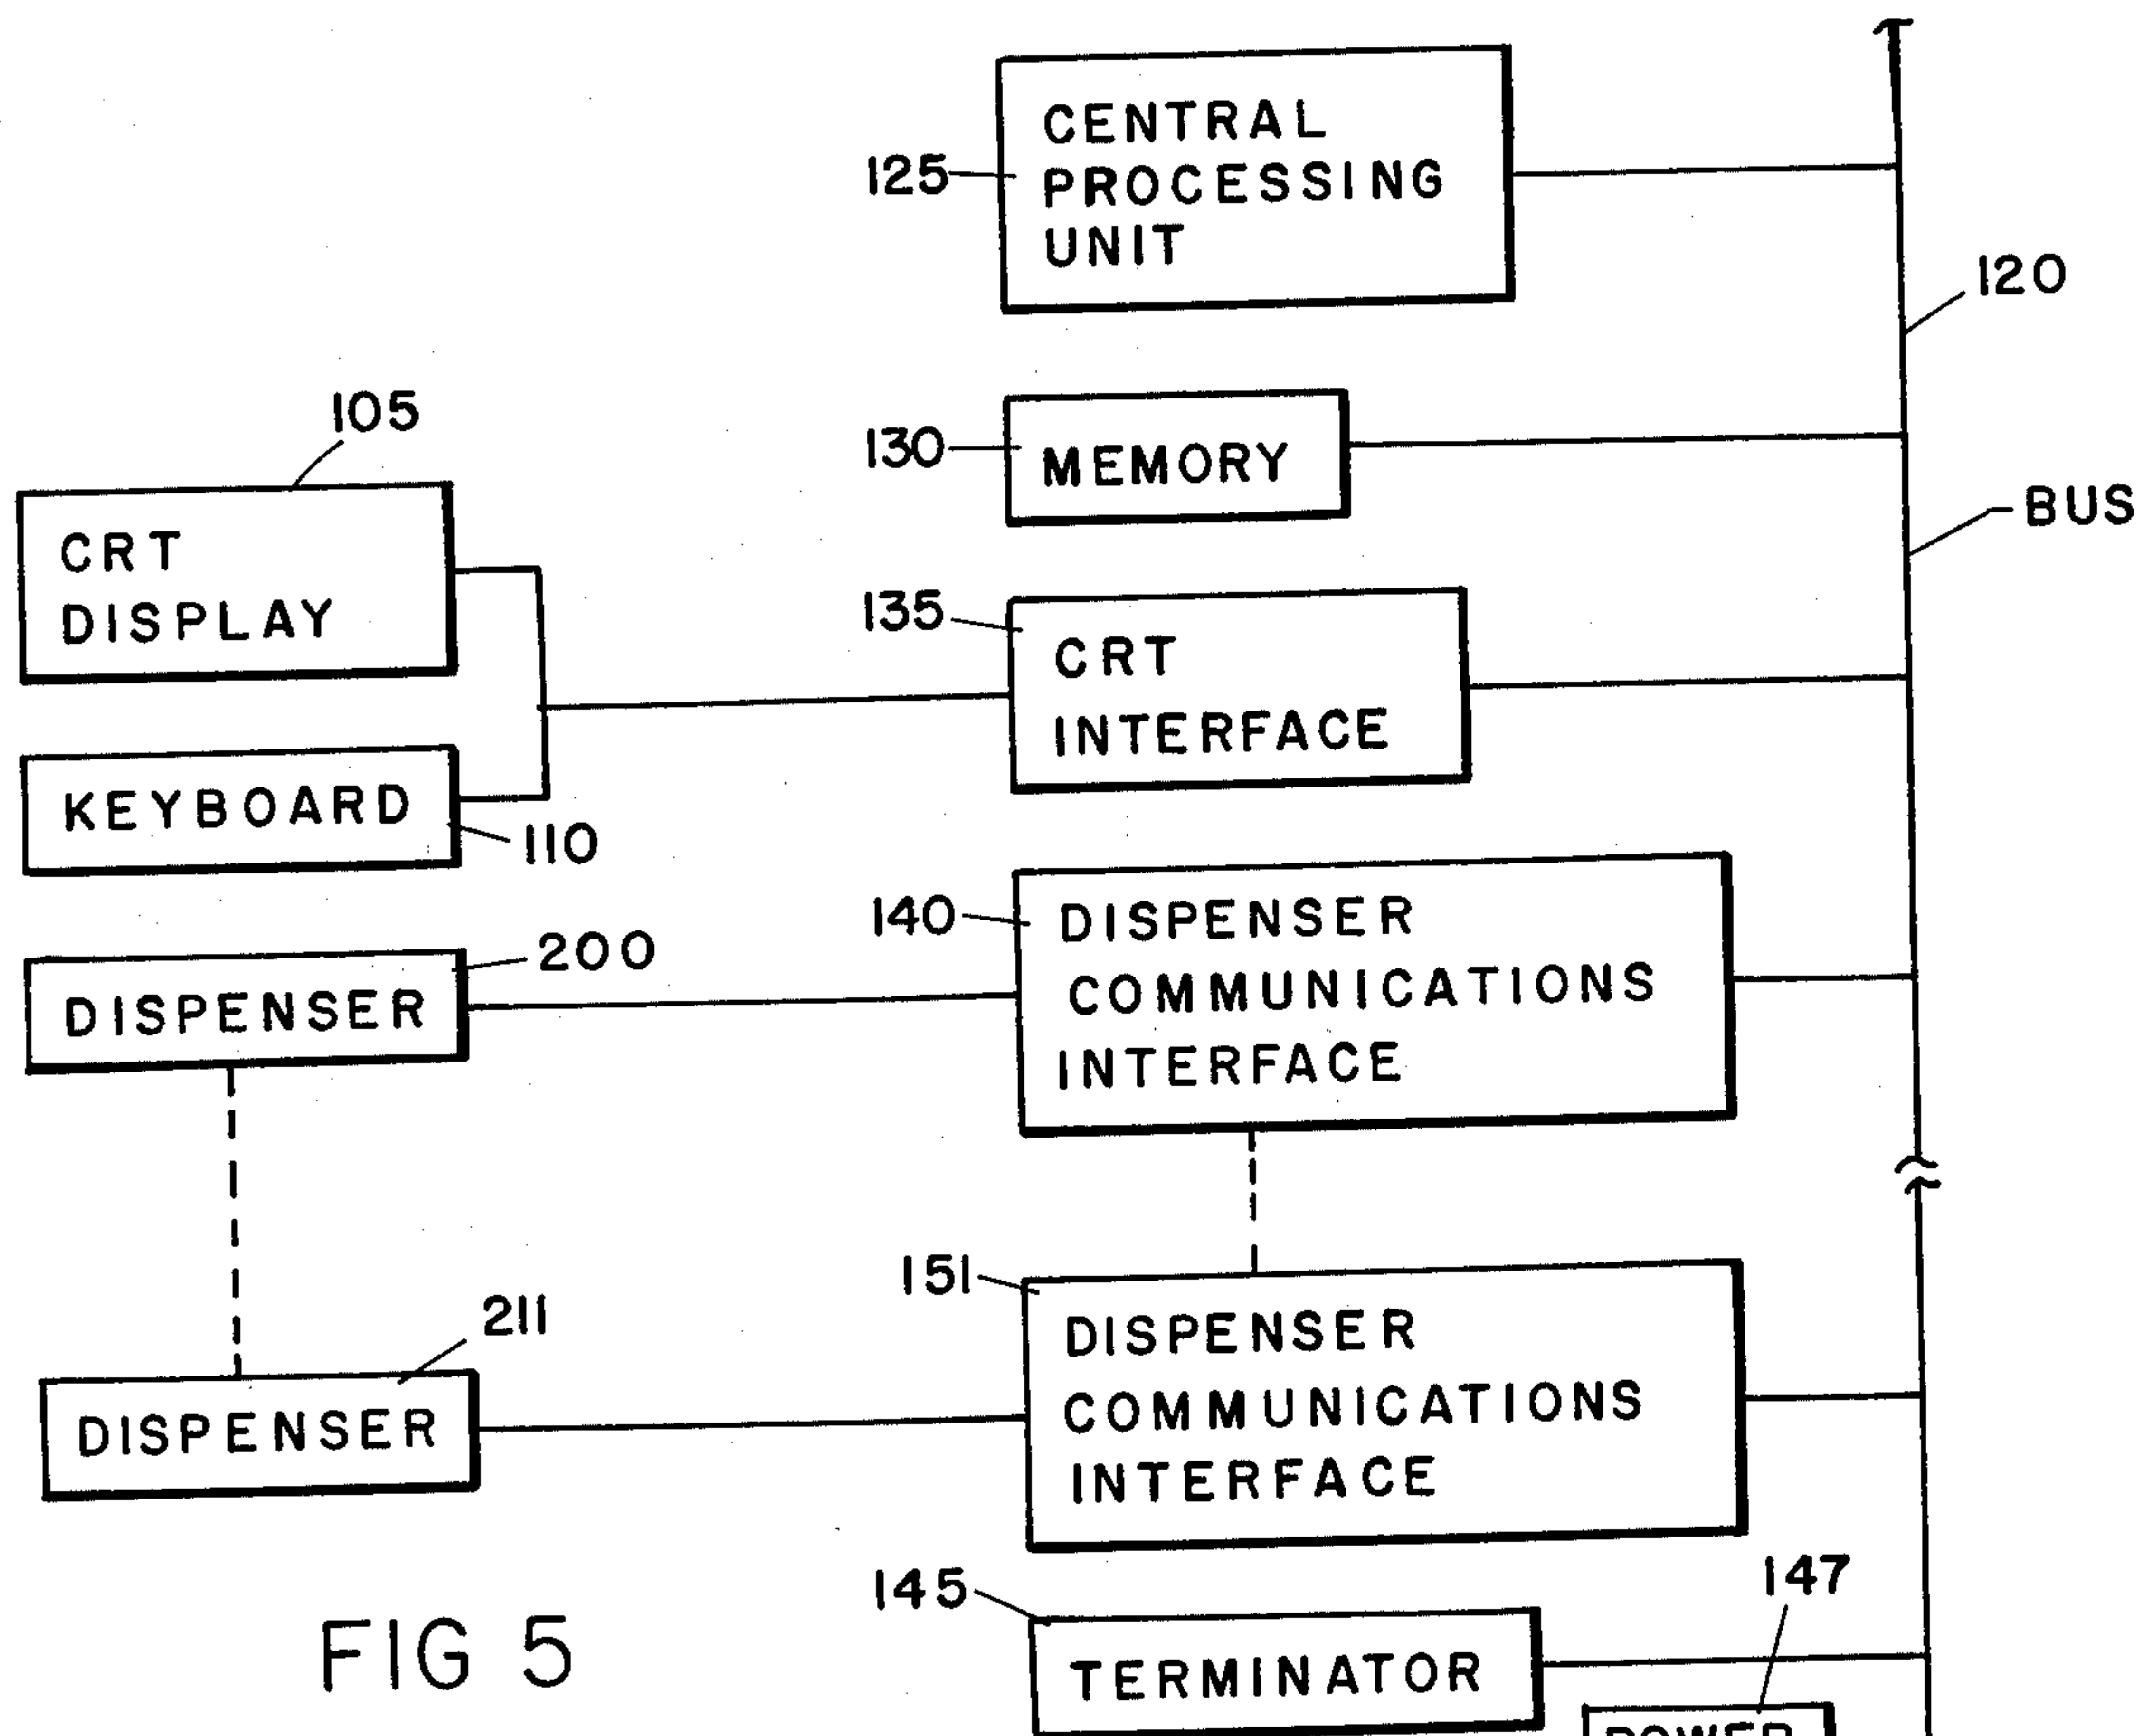 CENTRAL
PROCESSING
UNIT
125
120
105
130
MEMORY
BUS
CRT
DISPLAY
135
CRT
INTERFACE
KEYBOARD
110
140
DISPENSER
COMMUNICATIONS
INTERFACE
200
DISPENSER
151
DISPENSER
COMMUNICATIONS
INTERFACE
211
DISPENSER
145
147
TERMINATOR
POWER
FIG 5